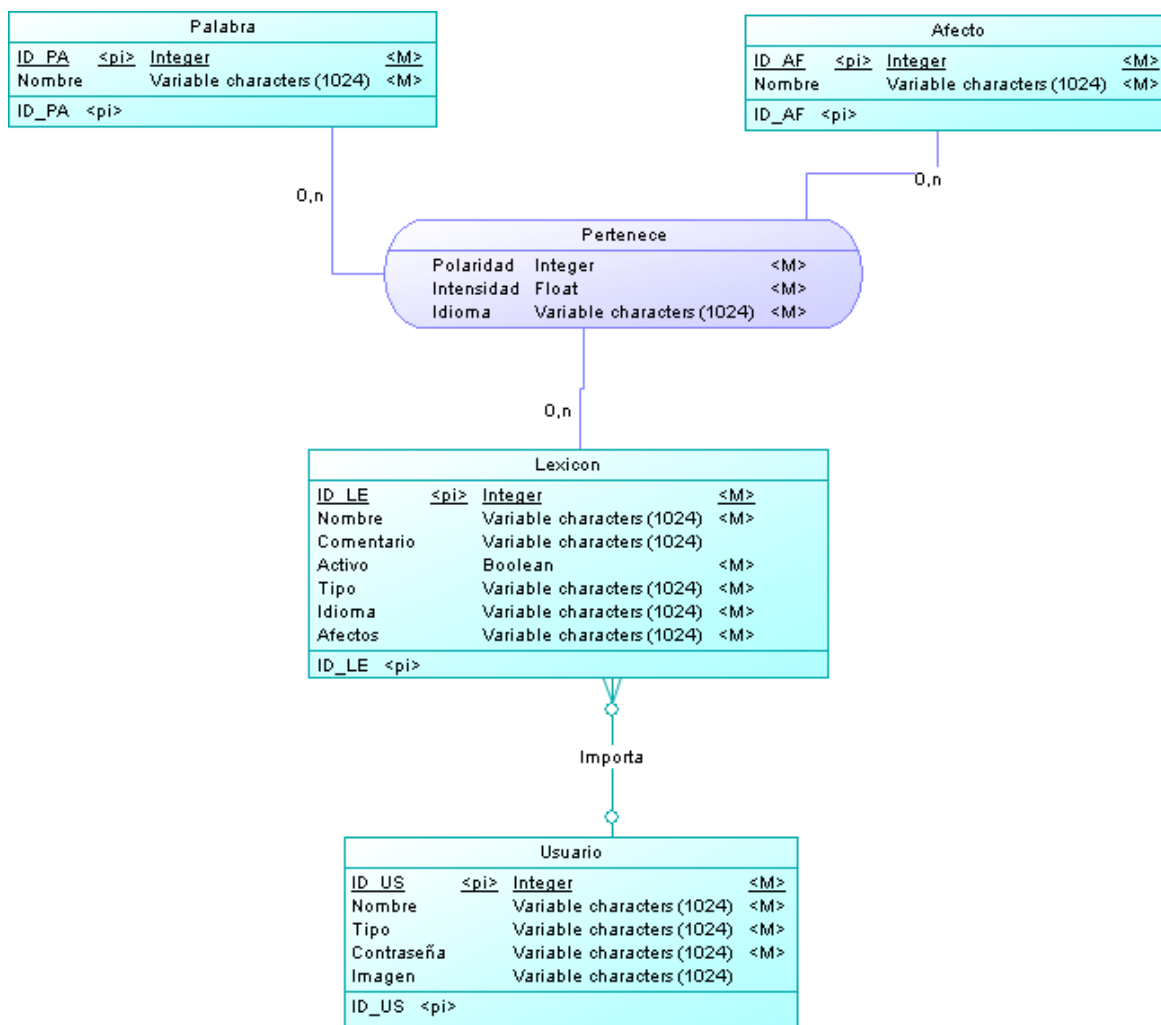 Palabra
ID_PA <pi> Integer <M>
Nombre Variable characters (1024) <M>
ID_PA <pi>
Afecto
ID_AF <pi> Integer <M>
Nombre Variable characters (1024) <M>
ID_AF <pi>
0,n
0,n
Pertenece
Polaridad Integer <M>
Intensidad Float <M>
Idioma Variable characters (1024) <M>
0,n
Lexicon
ID_LE <pi> Integer <M>
Nombre Variable characters (1024) <M>
Comentario Variable characters (1024)
Activo Boolean <M>
Tipo Variable characters (1024) <M>
Idioma Variable characters (1024) <M>
Afectos Variable characters (1024) <M>
ID_LE <pi>
Importa
Usuario
ID_US <pi> Integer <M>
Nombre Variable characters (1024) <M>
Tipo Variable characters (1024) <M>
Contraseña Variable characters (1024) <M>
Imagen Variable characters (1024)
ID_US <pi>